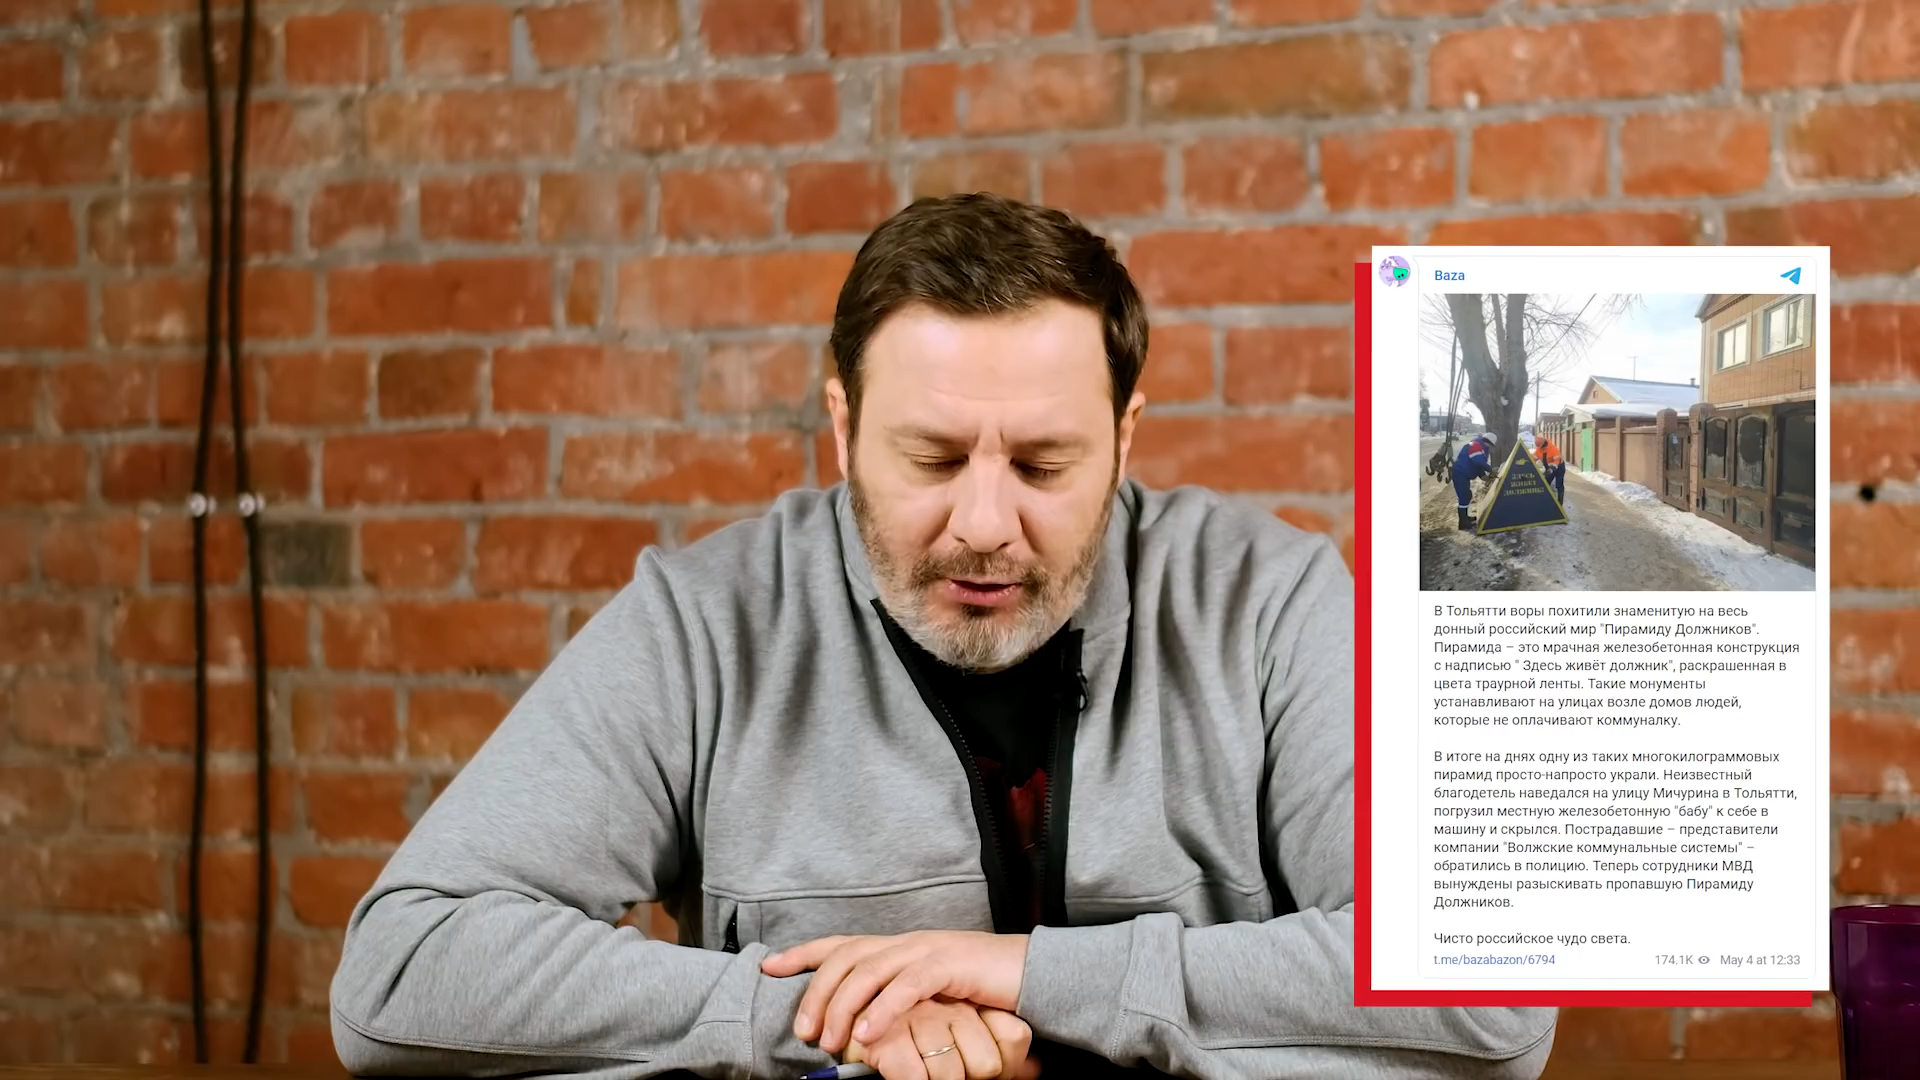 Baza
В Тольятти воры похитили знаменитую на весь
донный российский мир "Пирамиду Должников".
Пирамида – это мрачная железобетонная конструкция
с надписью " Здесь живёт должник", раскрашенная в
цвета траурной ленты. Такие монументы
устанавливают на улицах возле домов людей,
которые не оплачивают коммуналку.
В итоге на днях одну из таких многокилограммовых
пирамид просто-напросто украли. Неизвестный
благодетель наведался на улицу Мичурина в Тольятти,
погрузил местную железобетонную "бабу" к себе в
машину и скрылся. Пострадавшие – представители
компании "Волжские коммунальные системы" –
обратились в полицию. Теперь сотрудники МВД
вынуждены разыскивать пропавшую Пирамиду
Должников.
Чисто российское чудо света.
t.me/bazabazon/6794 174.1K May 4 at 12:33